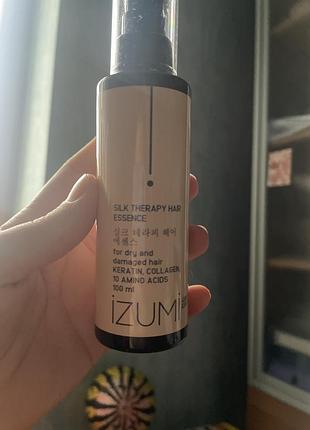 SILK THERAPY HAIR
ESSENCE
실크 테라피 헤어
에센스
for dry and
damaged hair
KERATIN, COLLAGEN,
10 AMINO ACIDS
100 ml
iZUMi